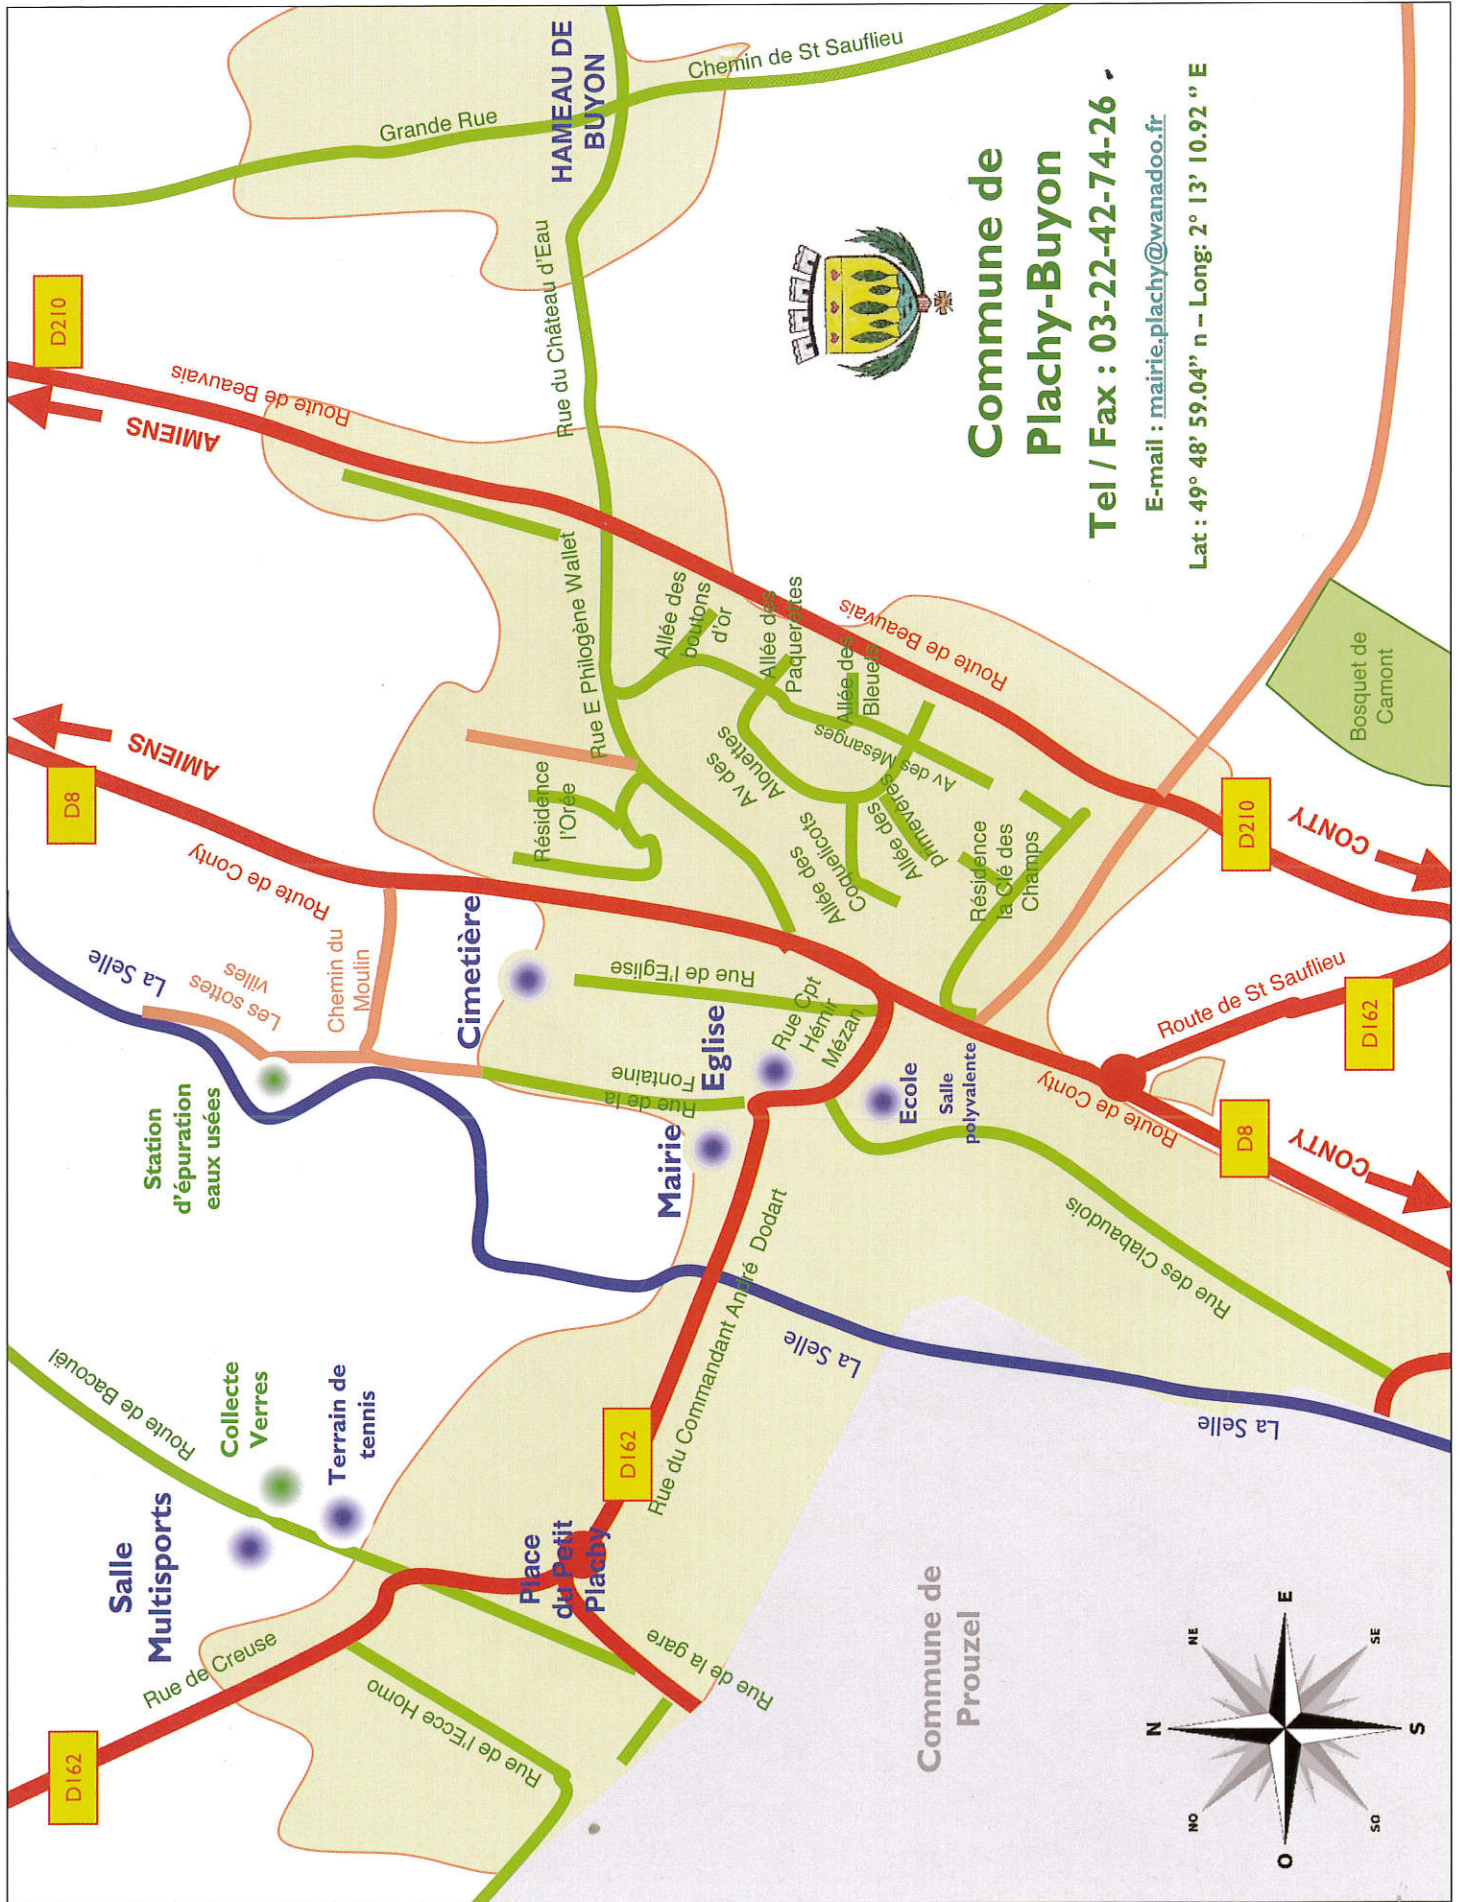 D162
Rue de Creuse
Salle
Multisports
Route de Bacouël
Collecte
Verres
Terrain de
tennis
Rue de l'Ecce Homo
Place
du Petit
Plachy
Rue de la gare
D162
Rue du Commandant André Dodart
Station
d'épuration
eaux usées
La Selle
Les sottes
villes
Chemin du
Moulin
Cimetière
Mairie
Rue de la
Fontaine
Eglise
Rue de l'Eglise
Rue Cpt
Hémir
Mézan
Ecole
Salle
polyvalente
La Selle
La Selle
Rue des Clabaudois
D8
AMIENS
Route de Conty
Résidence
l'Orée
Rue E Philogène Wallet
Allée des
boutons
d'or
Allée des
Paquerettes
Allée des
Bleuets
Av des Mésanges
Av des
Alouettes
Allée des
Coquelicots
Allée des
primevères
Résidence
la Clé des
Champs
Route de Conty
D8
CONTY
Route de St Sauflieu
D162
D210
CONTY
D210
AMIENS
Route de Beauvais
Route de Beauvais
Rue du Château d'Eau
Grande Rue
HAMEAU DE
BUYON
Chemin de St Sauflieu
Bosquet de
Camont
Commune de
Plachy-Buyon
Tel / Fax : 03-22-42-74-26
E-mail : mairie.plachy@wanadoo.fr
Lat : 49° 48' 59.04" n – Long: 2° 13' 10.92 " E
Commune de
Prouzel
N
NE
E
SE
S
SO
O
NO